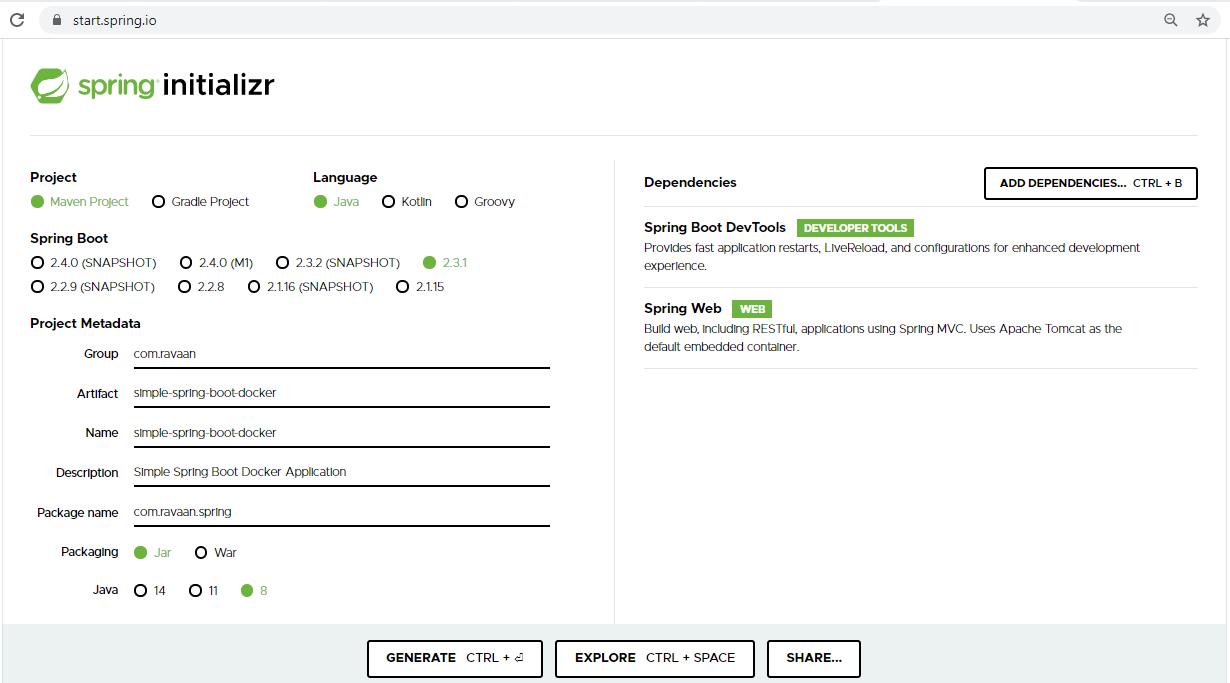 start.spring.io
spring initializr
Project
Maven Project Gradle Project
Language
Java Kotlin Groovy
Spring Boot
2.4.0 (SNAPSHOT) 2.4.0 (M1) 2.3.2 (SNAPSHOT) 2.3.1
2.2.9 (SNAPSHOT) 2.2.8 2.1.16 (SNAPSHOT) 2.1.15
Project Metadata
Group com.ravaan
Artifact simple-spring-boot-docker
Name simple-spring-boot-docker
Description Simple Spring Boot Docker Application
Package name com.ravaan.spring
Packaging Jar War
Java 14 11 8
Dependencies ADD DEPENDENCIES... CTRL + B
Spring Boot DevTools DEVELOPER TOOLS
Provides fast application restarts, LiveReload, and configurations for enhanced development
experience.
Spring Web WEB
Build web, including RESTful, applications using Spring MVC. Uses Apache Tomcat as the
default embedded container.
GENERATE CTRL + ⏎ EXPLORE CTRL + SPACE SHARE...